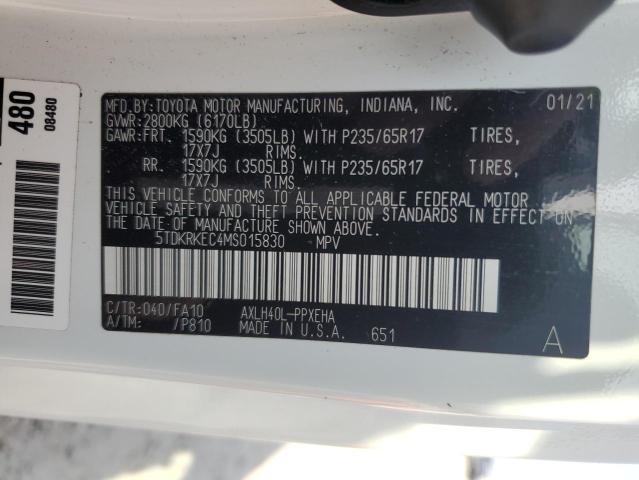 MFD.BY:TOYOTA MOTOR MANUFACTURING, INDIANA, INC. 01/21
GVWR:2800KG (6170LB)
GAWR:FRT. 1590KG (3505LB) WITH P235/65R17 TIRES,
17X7J RIMS.
RR. 1590KG (3505LB) WITH P235/65R17 TIRES,
17X7J RIMS.
THIS VEHICLE CONFORMS TO ALL APPLICABLE FEDERAL MOTOR
VEHICLE SAFETY AND THEFT PREVENTION STANDARDS IN EFFECT ON
THE DATE OF MANUFACTURE SHOWN ABOVE.
5TDKRKEC4MS015830 MPV
C/TR:040/FA10 AXLH40L-PPXEHA
A/TM: /P810 MADE IN U.S.A. 651 A
480
08480